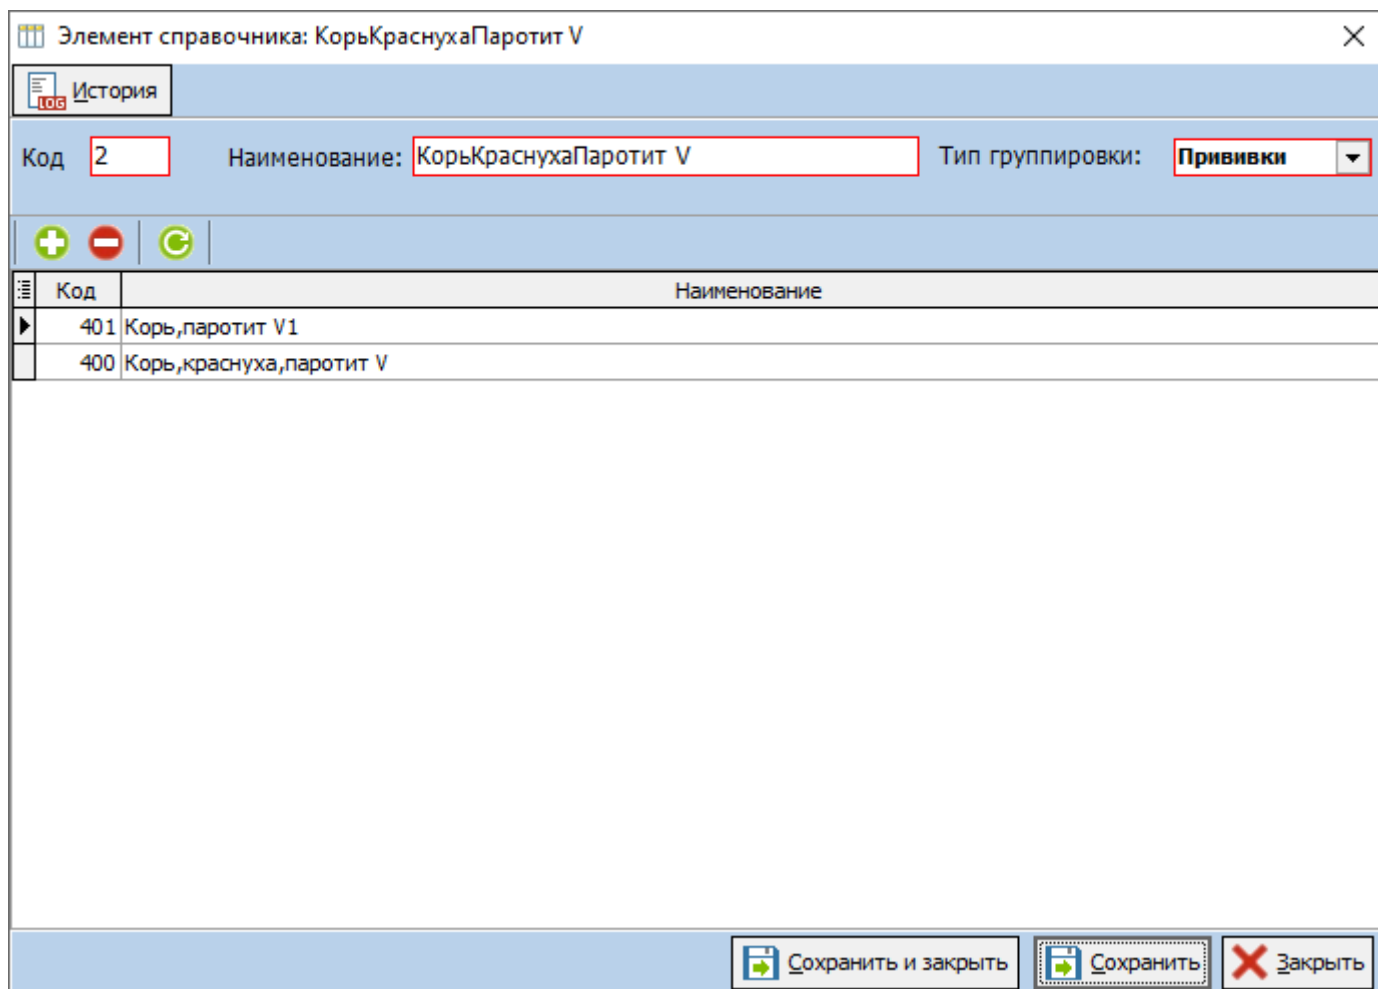 Элемент справочника: КорьКраснухаПаротит V
LOG История
Код 2 Наименование: КорьКраснухаПаротит V Тип группировки: Прививки
Код Наименование
401 Корь,паротит V1
400 Корь,краснуха,паротит V
Сохранить и закрыть Сохранить Закрыть